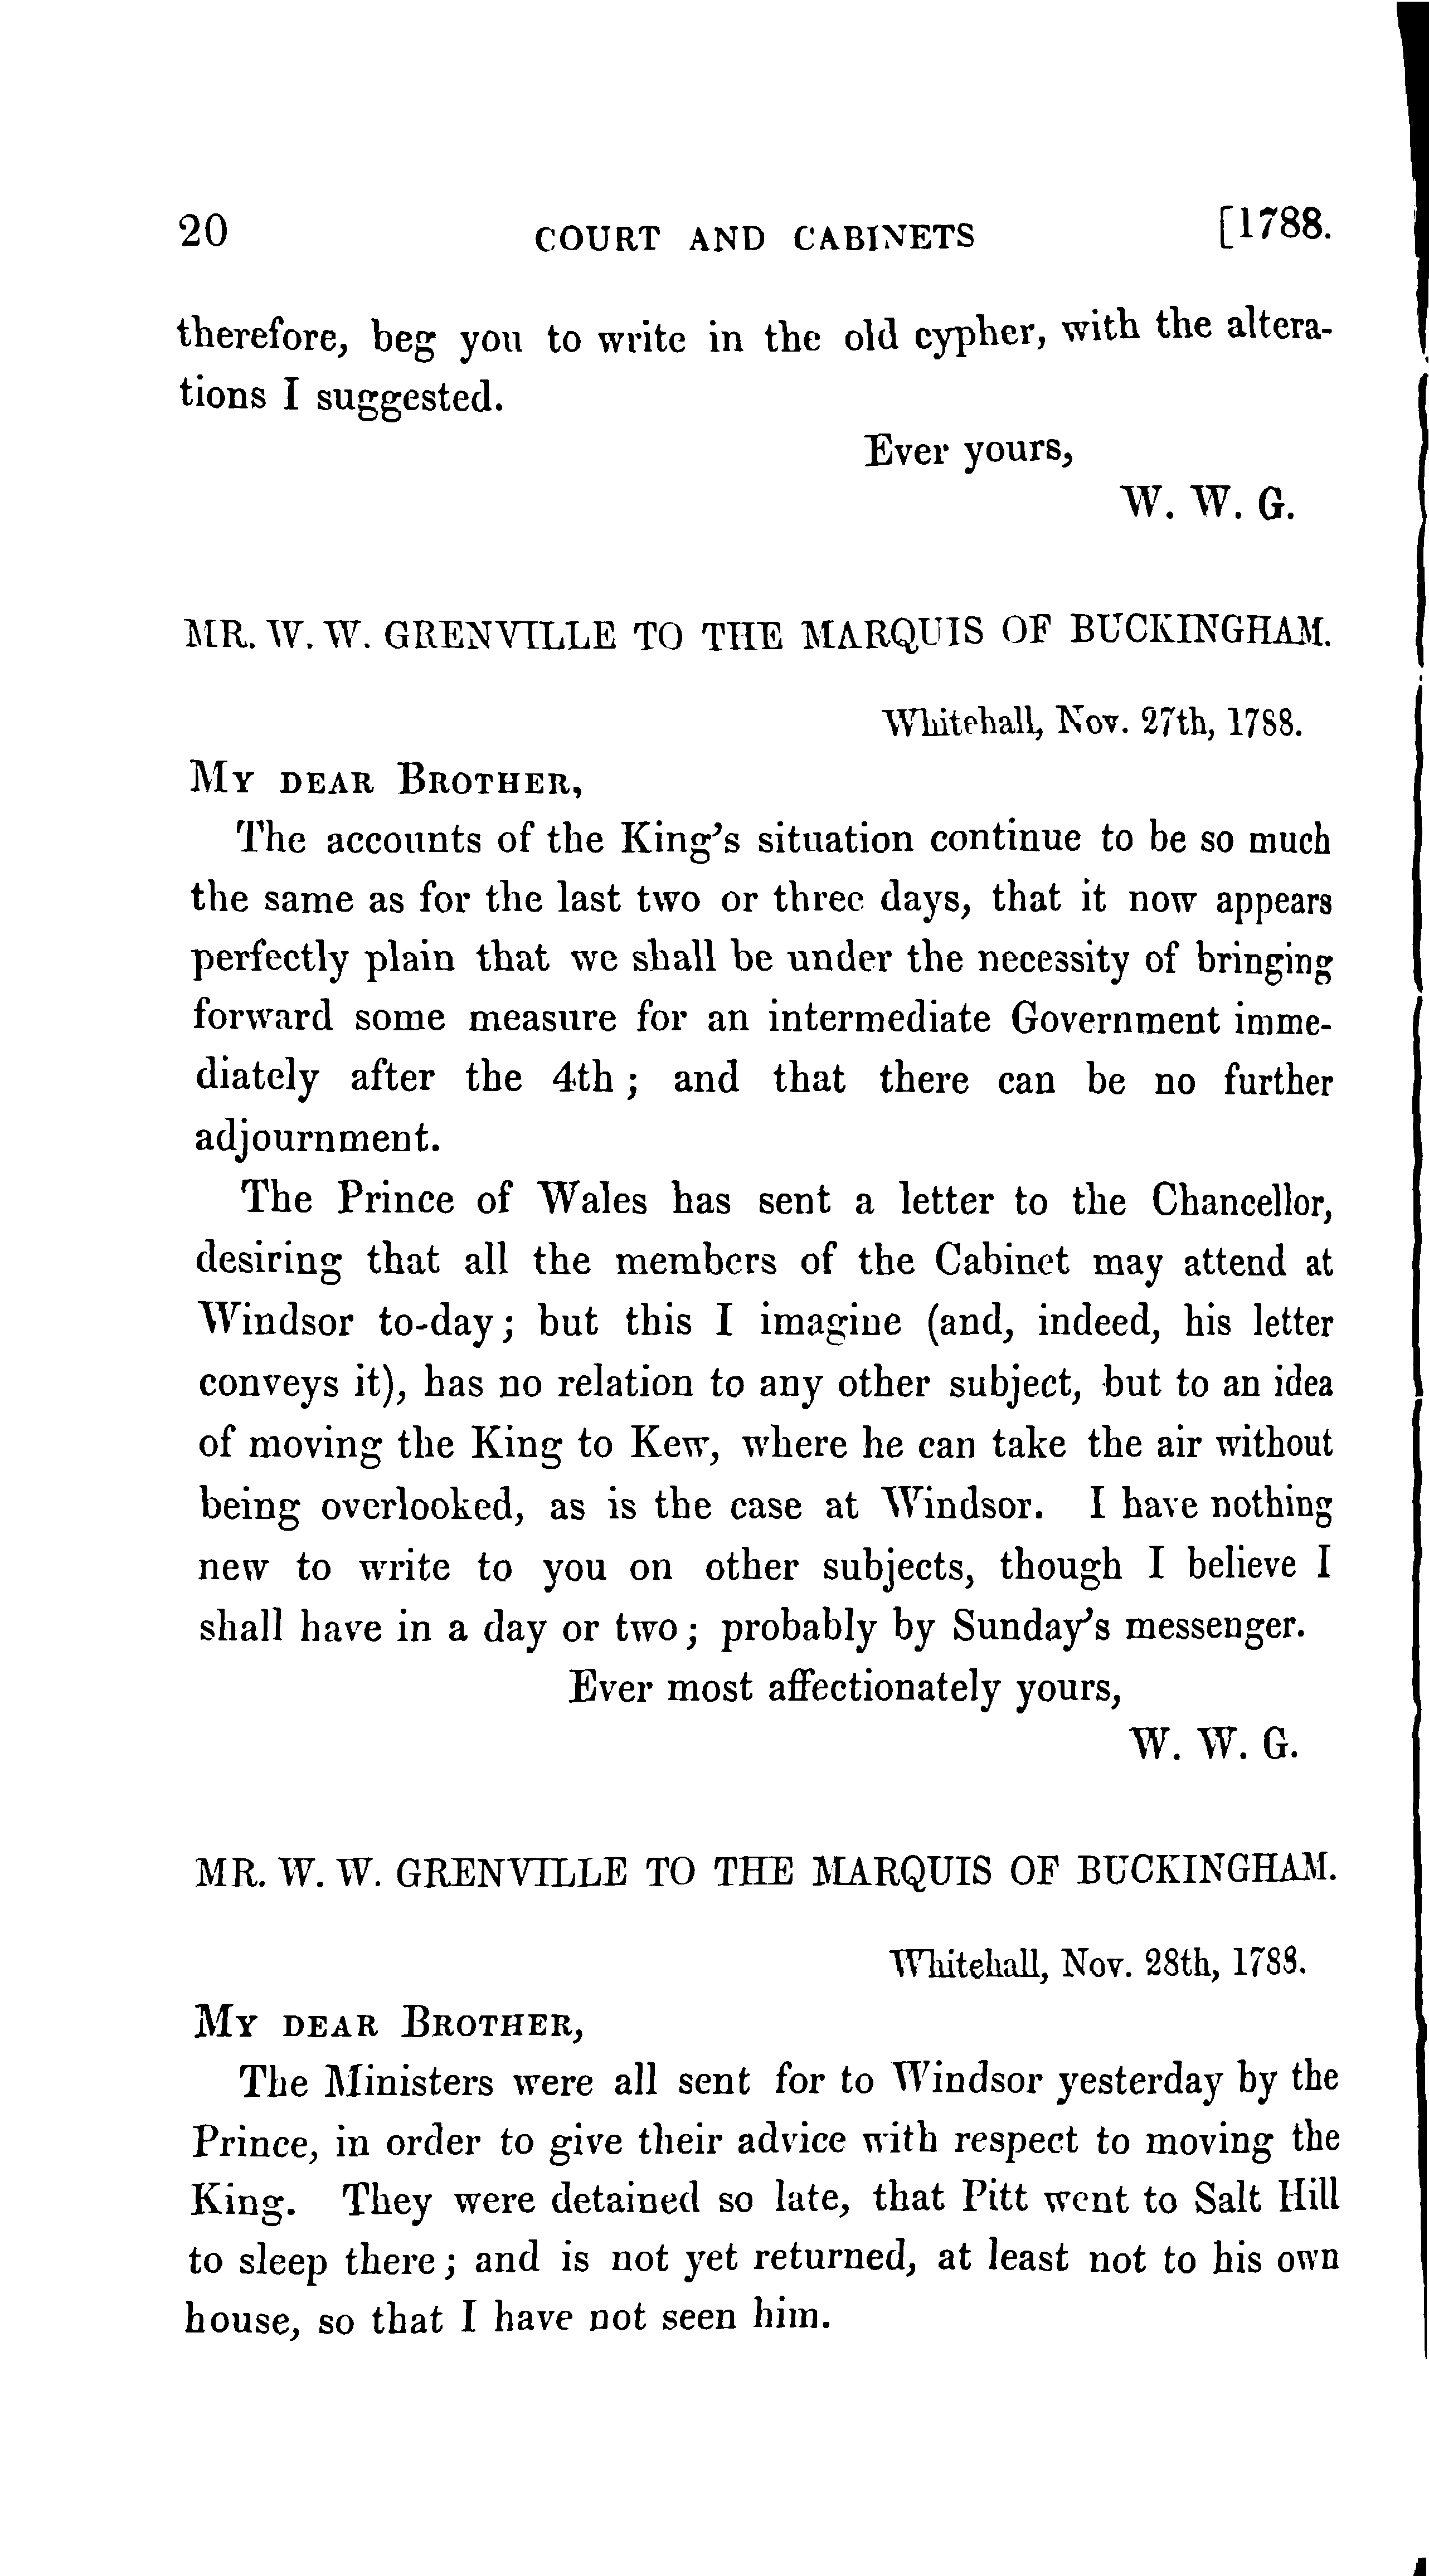 20 COURT AND CABINETS [1788.
therefore, beg you to write in the old cypher, with the altera-
tions I suggested.
Ever yours,
W. W. G.
MR. W. W. GRENVILLE TO THE MARQUIS OF BUCKINGHAM.
Whitehall, Nov. 27th, 1788.
MY DEAR BROTHER,
The accounts of the King's situation continue to be so much
the same as for the last two or three days, that it now appears
perfectly plain that we shall be under the necessity of bringing
forward some measure for an intermediate Government imme-
diately after the 4th; and that there can be no further
adjournment.
The Prince of Wales has sent a letter to the Chancellor,
desiring that all the members of the Cabinet may attend at
Windsor to-day; but this I imagine (and, indeed, his letter
conveys it), has no relation to any other subject, but to an idea
of moving the King to Kew, where he can take the air without
being overlooked, as is the case at Windsor. I have nothing
new to write to you on other subjects, though I believe I
shall have in a day or two; probably by Sunday's messenger.
Ever most affectionately yours,
W. W. G.
MR. W. W. GRENVILLE TO THE MARQUIS OF BUCKINGHAM.
Whitehall, Nov. 28th, 1788.
MY DEAR BROTHER,
The Ministers were all sent for to Windsor yesterday by the
Prince, in order to give their advice with respect to moving the
King. They were detained so late, that Pitt went to Salt Hill
to sleep there; and is not yet returned, at least not to his own
house, so that I have not seen him.